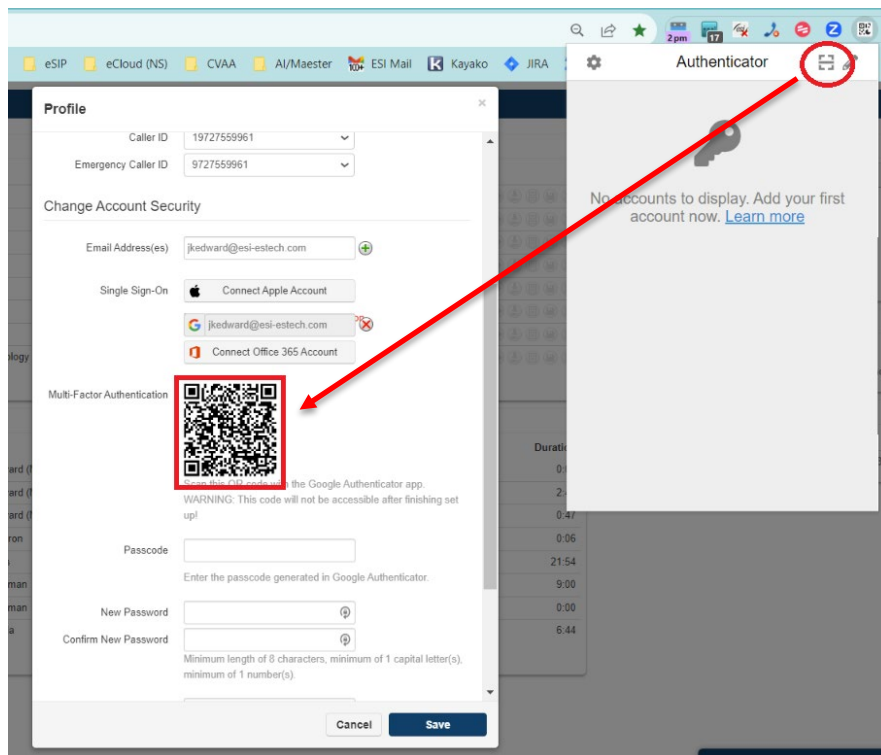 2pm
17
eSIP
eCloud (NS)
CVAA
AI/Maester
100+
ESI Mail
K
Kayako
JIRA
Authenticator
No accounts to display. Add your first
account now. Learn more
Profile
×
Caller ID
19727559961
Emergency Caller ID
9727559961
Change Account Security
Email Address(es)
jkedward@esi-estech.com
Single Sign-On
Connect Apple Account
G
jkedward@esi-estech.com
Connect Office 365 Account
Multi-Factor Authentication
Scan this QR code with the Google Authenticator app.
WARNING: This code will not be accessible after finishing set
up!
Passcode
Enter the passcode generated in Google Authenticator.
New Password
Confirm New Password
Minimum length of 8 characters, minimum of 1 capital letter(s),
minimum of 1 number(s).
Cancel
Save
ology
ard (
ard (
ard (
ron
man
man
a
0:47
0:06
21:54
9:00
0:00
6:44